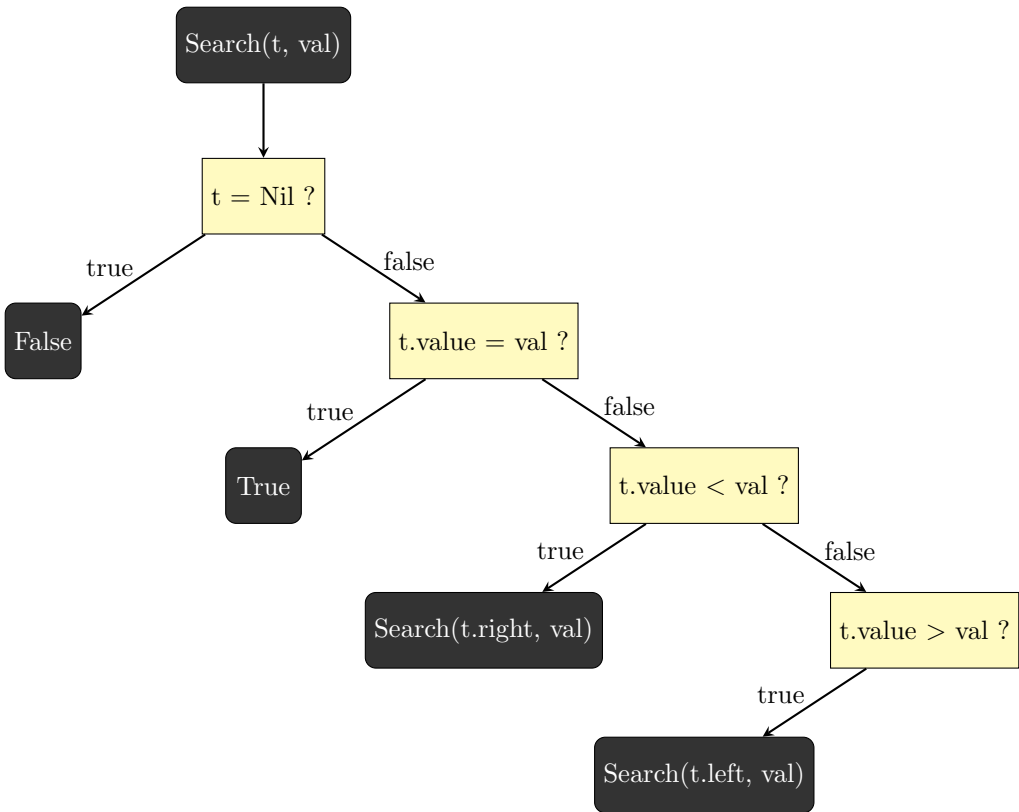 Search(t, val)
t = Nil ?
true
false
False
t.value = val ?
true
false
True
t.value < val ?
true
false
Search(t.right, val)
t.value > val ?
true
Search(t.left, val)